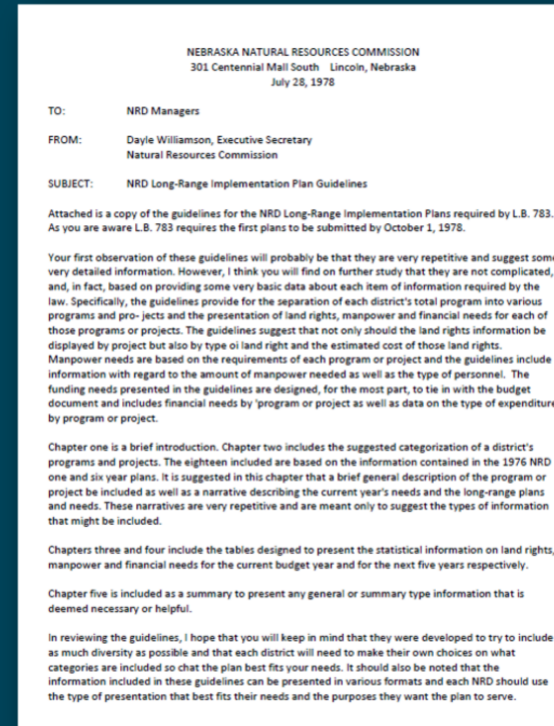 NEBRASKA NATURAL RESOURCES COMMISSION
301 Centennial Mall South Lincoln, Nebraska
July 28, 1978
TO: NRD Managers
FROM: Dayle Williamson, Executive Secretary
Natural Resources Commission
SUBJECT: NRD Long-Range Implementation Plan Guidelines
Attached is a copy of the guidelines for the NRD Long-Range Implementation Plans required by L.B. 783.
As you are aware L.B. 783 requires the first plans to be submitted by October 1, 1978.
Your first observation of these guidelines will probably be that they are very repetitive and suggest some
very detailed information. However, I think you will find on further study that they are not complicated,
and, in fact, based on providing some very basic data about each item of information required by the
law. Specifically, the guidelines provide for the separation of each district's total program into various
programs and pro- jects and the presentation of land rights, manpower and financial needs for each of
those programs or projects. The guidelines suggest that not only should the land rights information be
displayed by project but also by type oi land right and the estimated cost of those land rights.
Manpower needs are based on the requirements of each program or project and the guidelines include
information with regard to the amount of manpower needed as well as the type of personnel. The
funding needs presented in the guidelines are designed, for the most part, to tie in with the budget
document and includes financial needs by 'program or project as well as data on the type of expenditure
by program or project.
Chapter one is a brief introduction. Chapter two includes the suggested categorization of a district's
programs and projects. The eighteen included are based on the information contained in the 1976 NRD
one and six year plans. It is suggested in this chapter that a brief general description of the program or
project be included as well as a narrative describing the current year's needs and the long-range plans
and needs. These narratives are very repetitive and are meant only to suggest the types of information
that might be included.
Chapters three and four include the tables designed to present the statistical information on land rights,
manpower and financial needs for the current budget year and for the next five years respectively.
Chapter five is included as a summary to present any general or summary type information that is
deemed necessary or helpful.
In reviewing the guidelines, I hope that you will keep in mind that they were developed to try to include
as much diversity as possible and that each district will need to make their own choices on what
categories are included so chat the plan best fits your needs. It should also be noted that the
information included in these guidelines can be presented in various formats and each NRD should use
the type of presentation that best fits their needs and the purposes they want the plan to serve.